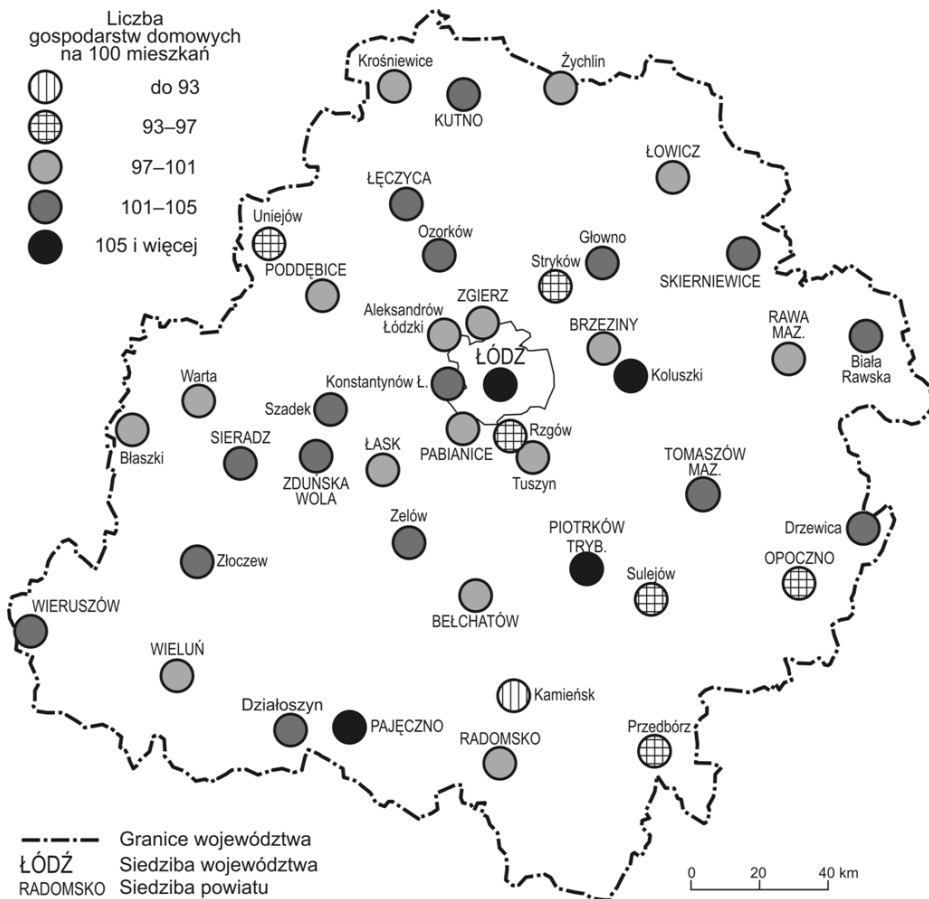 Liczba
gospodarstw domowych
na 100 mieszkań
do 93
93–97
97–101
101–105
105 i więcej
Krośniewice
KUTNO
Żychlin
ŁOWICZ
ŁĘCZYCA
Uniejów
Ozorków
Głowno
Stryków
SKIERNIEWICE
PODDĘBICE
ZGIERZ
Aleksandrów
Łódzki
BRZEZINY
RAWA
MAZ.
Biała
Rawska
ŁÓDŹ
Koluszki
Konstantynów Ł.
Warta
Szadek
Błaszki
SIERADZ
ZDUŃSKA
WOLA
ŁASK
PABIANICE
Rzgów
Tuszyn
TOMASZÓW
MAZ.
Zelów
PIOTRKÓW
TRYB.
Drzewica
OPOCZNO
Sulejów
Złoczew
BEŁCHATÓW
WIERUSZÓW
WIELUŃ
Działoszyn
PAJĘCZNO
Kamieńsk
RADOMSKO
Przedbórz
Granice województwa
ŁÓDŹ Siedziba województwa
RADOMSKO Siedziba powiatu
0 20 40 km